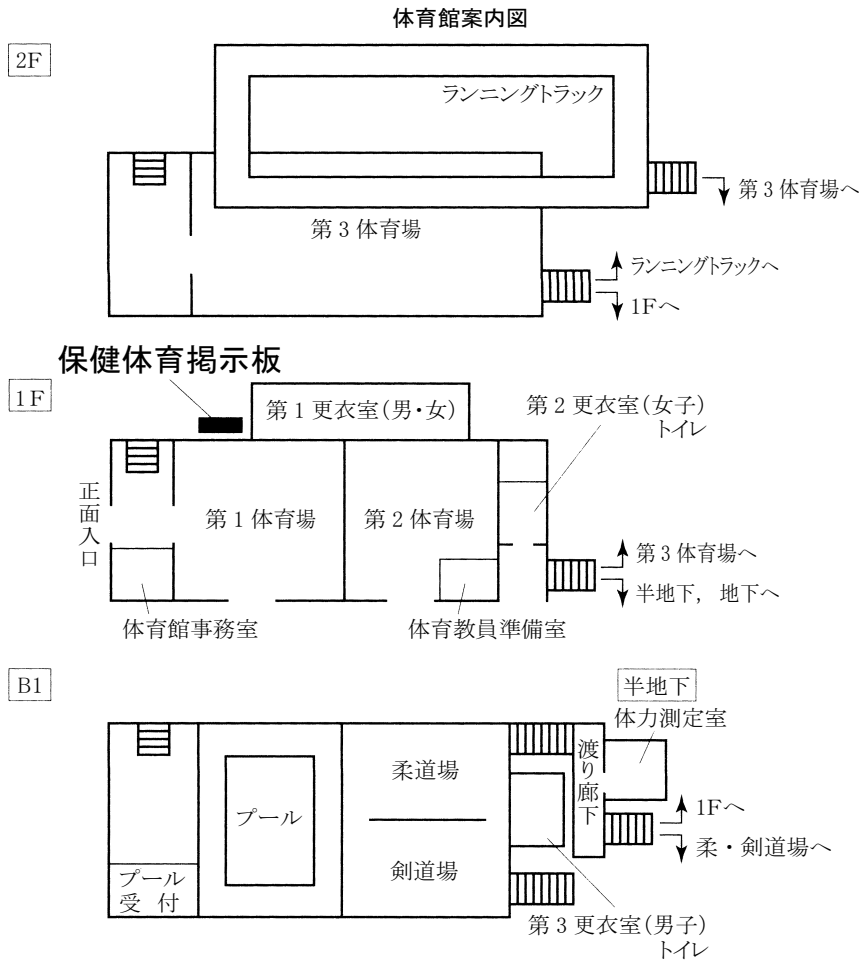 体育館案内図
2F
ランニングトラック
第3体育場へ
第3体育場
ランニングトラックへ
1Fへ
保健体育掲示板
1F
第1更衣室(男・女)
第2更衣室(女子)
トイレ
正面入口
第1体育場
第2体育場
第3体育場へ
半地下, 地下へ
体育館事務室
体育教員準備室
B1
半地下
体力測定室
渡り廊下
柔道場
プール
1Fへ
柔・剣道場へ
剣道場
プール
受付
第3更衣室(男子)
トイレ